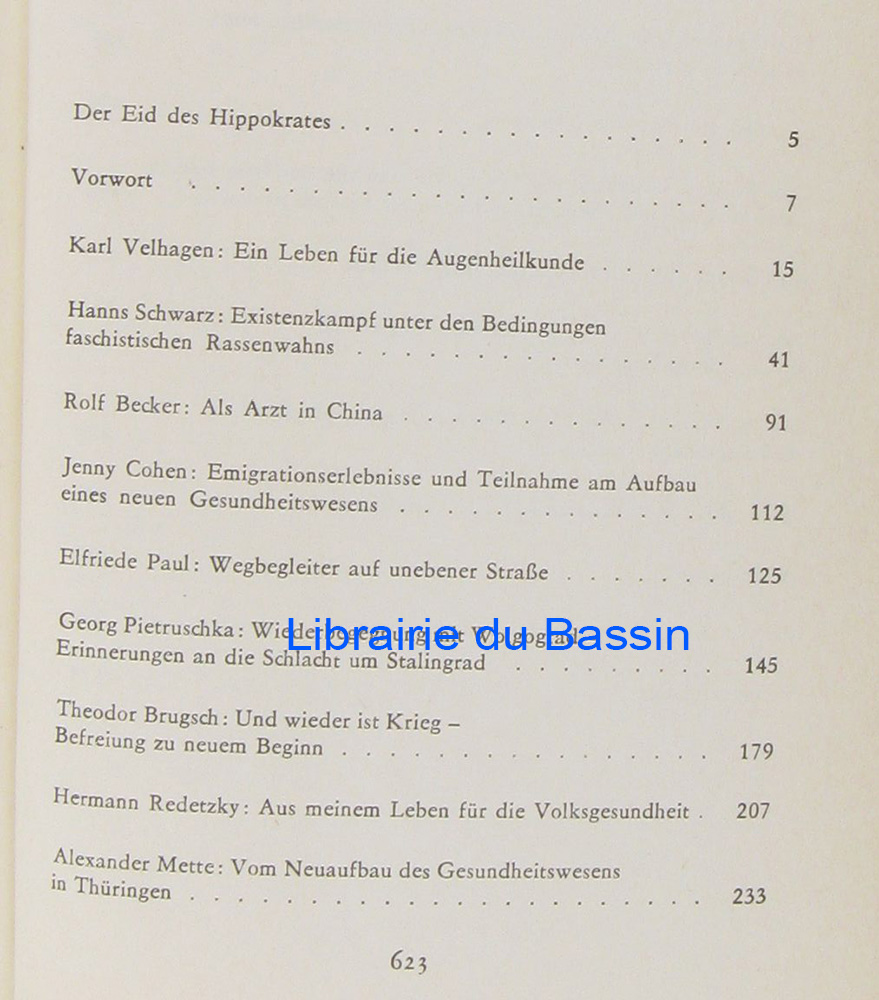 Der Eid des Hippokrates . . . . . . . . . . . . . . . . . 5
Vorwort . . . . . . . . . . . . . . . . . . . . . . . 7
Karl Velhagen: Ein Leben für die Augenheilkunde . . . . . . 15
Hanns Schwarz: Existenzkampf unter den Bedingungen
faschistischen Rassenwahns . . . . . . . . . . . . . . . . 41
Rolf Becker: Als Arzt in China . . . . . . . . . . . . . . 91
Jenny Cohen: Emigrationserlebnisse und Teilnahme am Aufbau
eines neuen Gesundheitswesens . . . . . . . . . . . . . . 112
Elfriede Paul: Wegbegleiter auf unebener Straße . . . . . . . 125
Georg Pietruschka: Wiederbegegnung mit Wolgograd
Librairie du Bassin
Erinnerungen an die Schlacht um Stalingrad . . . . . . . . . 145
Theodor Brugsch: Und wieder ist Krieg –
Befreiung zu neuem Beginn . . . . . . . . . . . . . . . . 179
Hermann Redetzky: Aus meinem Leben für die Volksgesundheit . 207
Alexander Mette: Vom Neuaufbau des Gesundheitswesens
in Thüringen . . . . . . . . . . . . . . . . . . . . . . 233
623